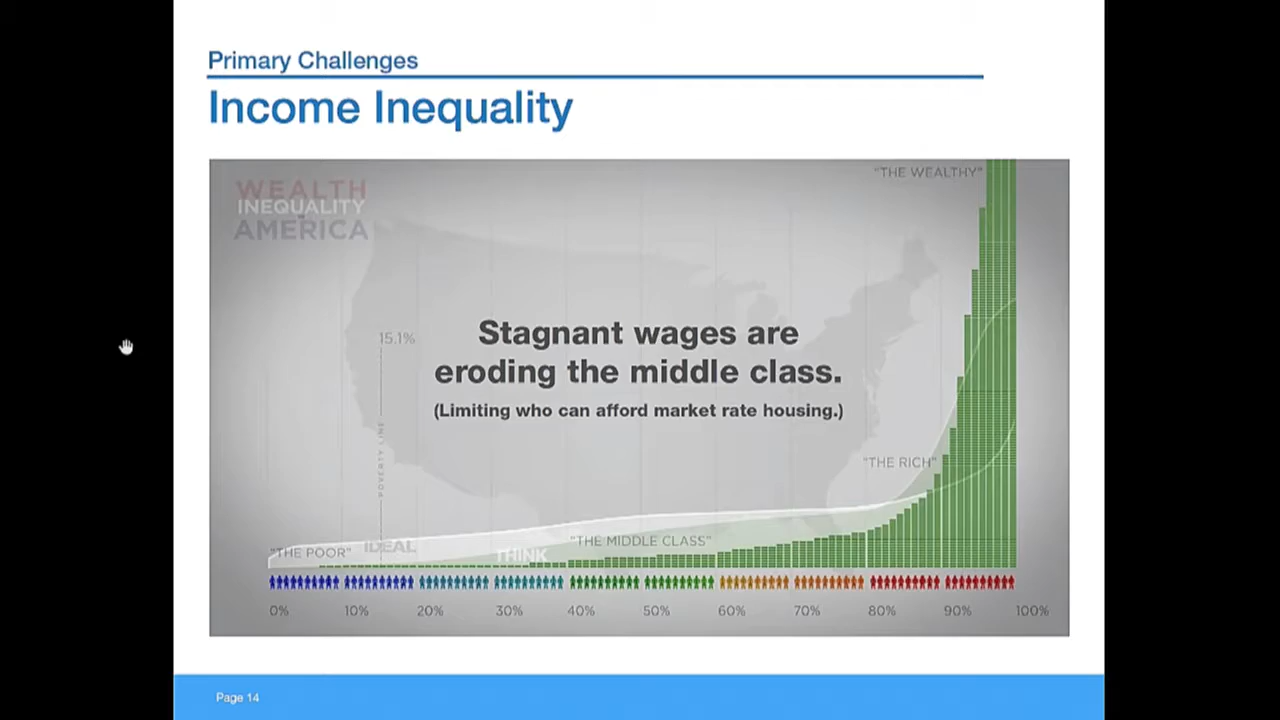 Primary Challenges
Income Inequality
WEALTH
INEQUALITY
AMERICA
"THE WEALTHY"
15.1%
Stagnant wages are
eroding the middle class.
(Limiting who can afford market rate housing.)
POVERTY LINE
"THE RICH"
"THE POOR"
IDEAL
THINK
"THE MIDDLE CLASS"
0% 10% 20% 30% 40% 50% 60% 70% 80% 90% 100%
Page 14